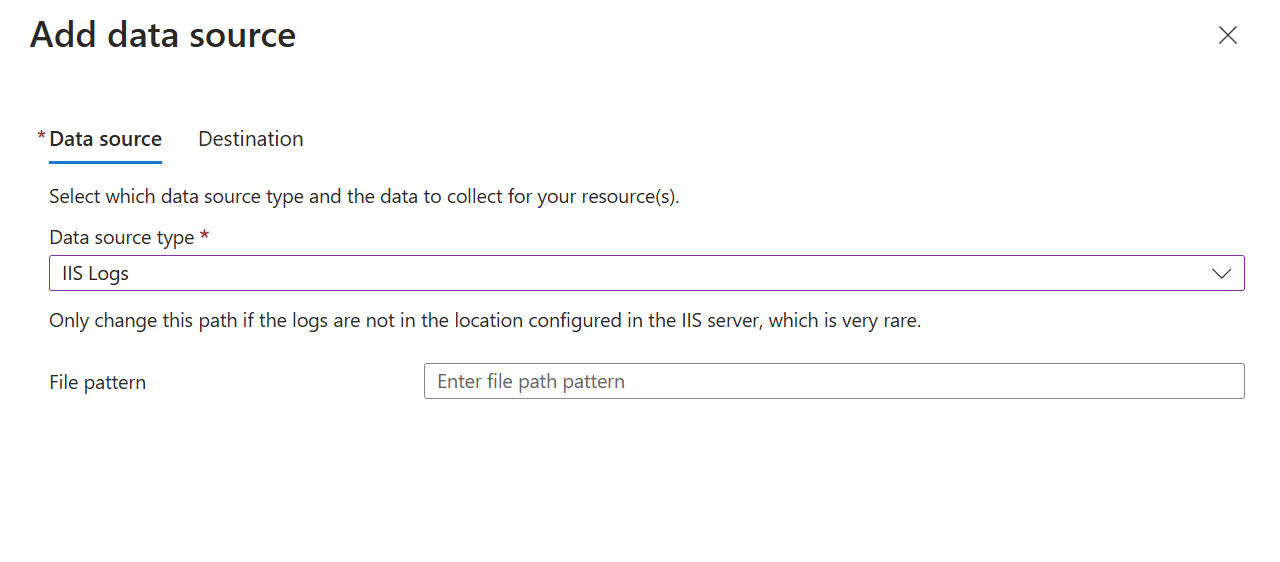 Add data source
* Data source Destination
Select which data source type and the data to collect for your resource(s).
Data source type *
IIS Logs
Only change this path if the logs are not in the location configured in the IIS server, which is very rare.
File pattern Enter file path pattern